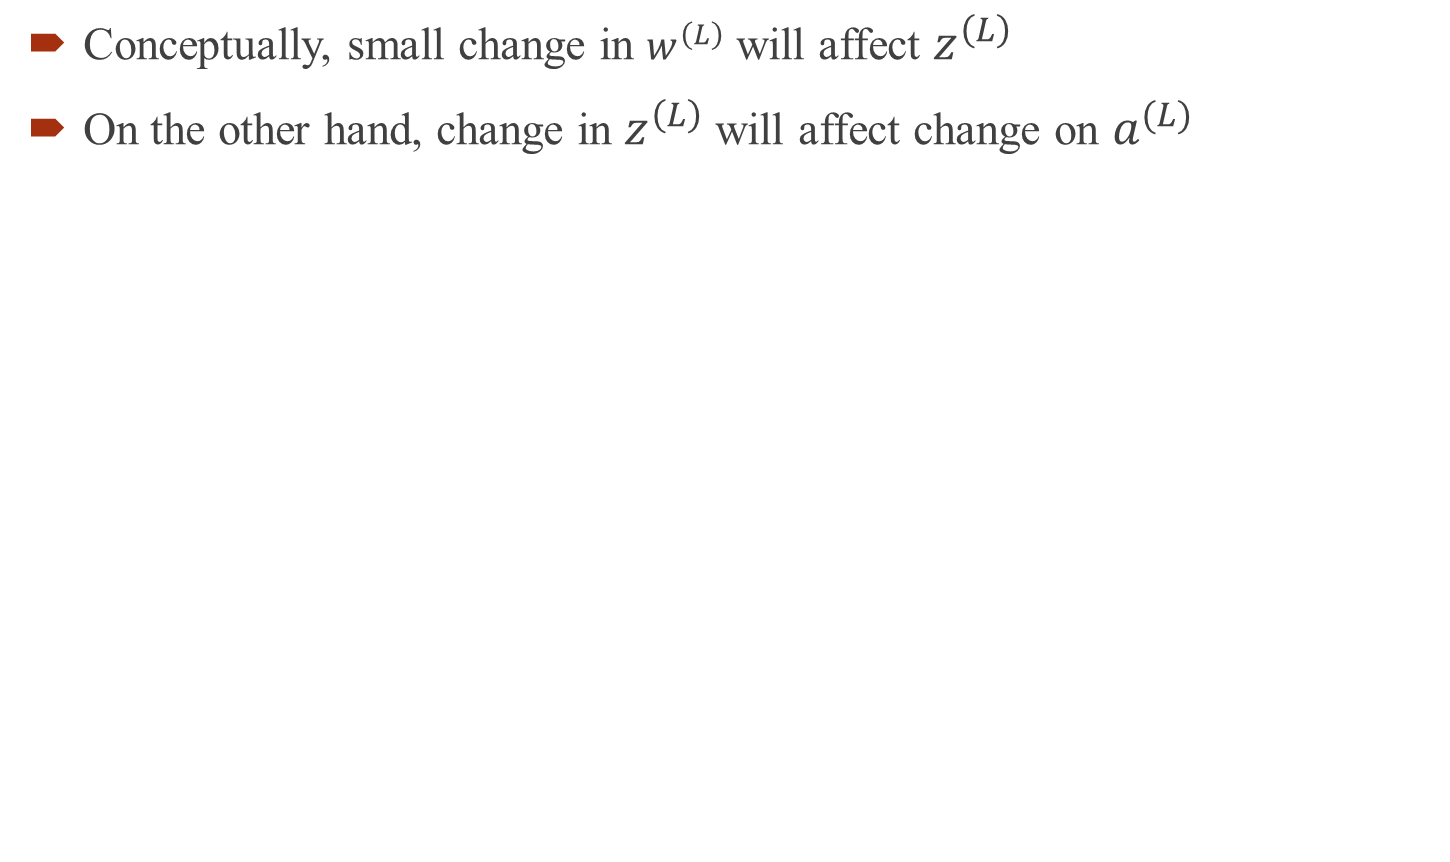 Conceptually, small change in w^(L) will affect z^(L)
On the other hand, change in z^(L) will affect change on a^(L)